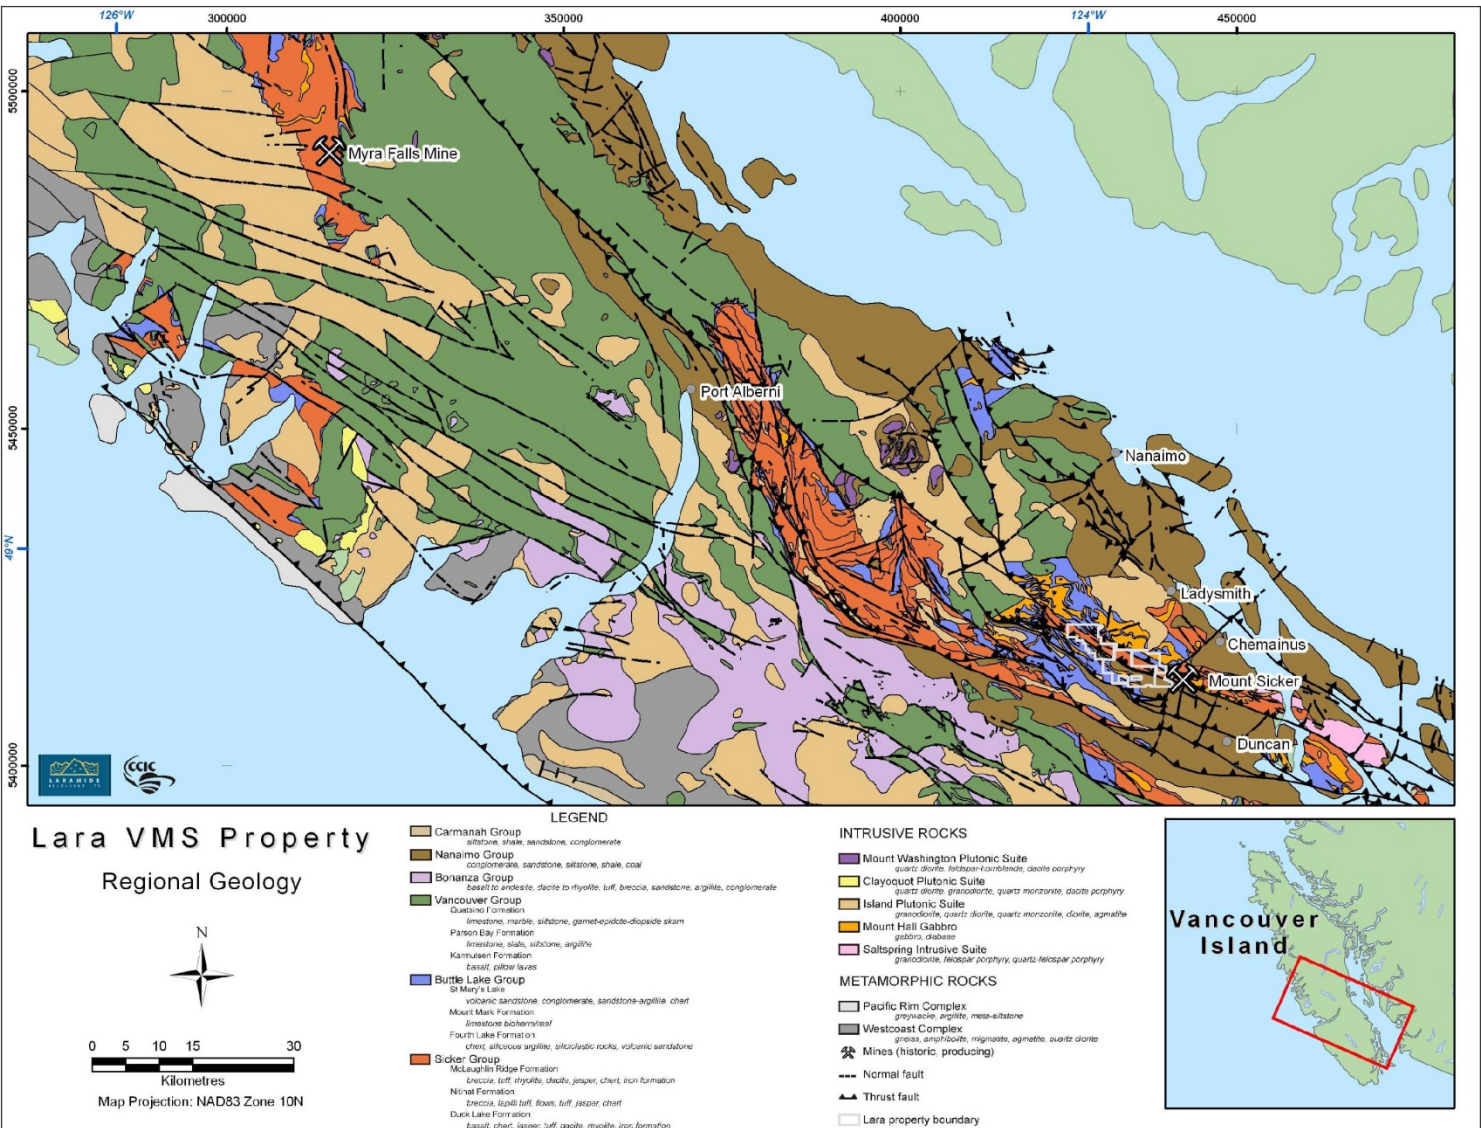 126°W
300000
350000
400000
124°W
450000
5500000
5450000
49°N
5400000
Myra Falls Mine
Port Alberni
Nanaimo
Ladysmith
Chemainus
Mount Sicker
Duncan
LARAMIDE
CCIC
Lara VMS Property
Regional Geology
N
0 5 10 15 30
Kilometres
Map Projection: NAD83 Zone 10N
LEGEND
Carmanah Group
siltstone, shale, sandstone, conglomerate
Nanaimo Group
conglomerate, sandstone, siltstone, shale, coal
Bonanza Group
basalt to andesite, dacite to rhyolite, tuff, breccia, sandstone, argillite, conglomerate
Vancouver Group
Quatsino Formation
limestone, marble, siltstone, garnet-epidote-diopside skarn
Parson Bay Formation
limestone, slate, siltstone, argillite
Karmutsen Formation
basalt, pillow lavas
Buttle Lake Group
St Mary's Lake
volcanic sandstone, conglomerate, sandstone-argillite, chert
Mount Mark Formation
limestone bioherm/reef
Fourth Lake Formation
chert, siliceous argillite, siliciclastic rocks, volcanic sandstone
Sicker Group
McLaughlin Ridge Formation
breccia, tuff, rhyolite, dacite, jasper, chert, iron formation
Nitinat Formation
breccia, lapilli tuff, flows, tuff, jasper, chert
Duck Lake Formation
basalt, chert, jasper, tuff, dacite, rhyolite, iron formation
INTRUSIVE ROCKS
Mount Washington Plutonic Suite
quartz diorite, feldspar-hornblende, dacite porphyry
Clayoquot Plutonic Suite
quartz diorite, granodiorite, quartz monzonite, dacite porphyry
Island Plutonic Suite
granodiorite, quartz diorite, quartz monzonite, diorite, agmatite
Mount Hall Gabbro
gabbro, diabase
Saltspring Intrusive Suite
granodiorite, feldspar porphyry, quartz-feldspar porphyry
METAMORPHIC ROCKS
Pacific Rim Complex
greywacke, argillite, meta-siltstone
Westcoast Complex
gneiss, amphibolite, migmatite, agmatite, quartz diorite
Mines (historic, producing)
Normal fault
Thrust fault
Lara property boundary
Vancouver
Island